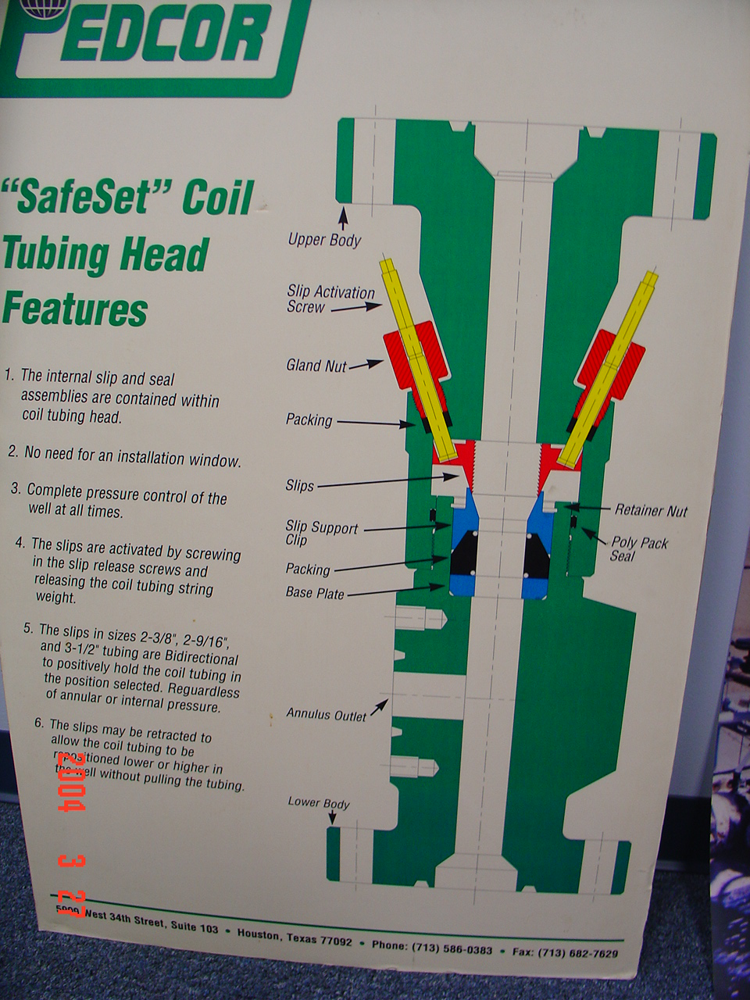 PEDCOR
“SafeSet” Coil
Tubing Head
Features
1. The internal slip and seal
assemblies are contained within
coil tubing head.
2. No need for an installation window.
3. Complete pressure control of the
well at all times.
4. The slips are activated by screwing
in the slip release screws and
releasing the coil tubing string
weight.
5. The slips in sizes 2-3/8", 2-9/16",
and 3-1/2" tubing are Bidirectional
to positively hold the coil tubing in
the position selected. Reguardless
of annular or internal pressure.
6. The slips may be retracted to
allow the coil tubing to be
repositioned lower or higher in
the well without pulling the tubing.
Upper Body
Slip Activation
Screw
Gland Nut
Packing
Slips
Slip Support
Clip
Packing
Base Plate
Annulus Outlet
Lower Body
Retainer Nut
Poly Pack
Seal
West 34th Street, Suite 103 • Houston, Texas 77092 • Phone: (713) 586-0383 • Fax: (713) 682-7629
2004 3 27